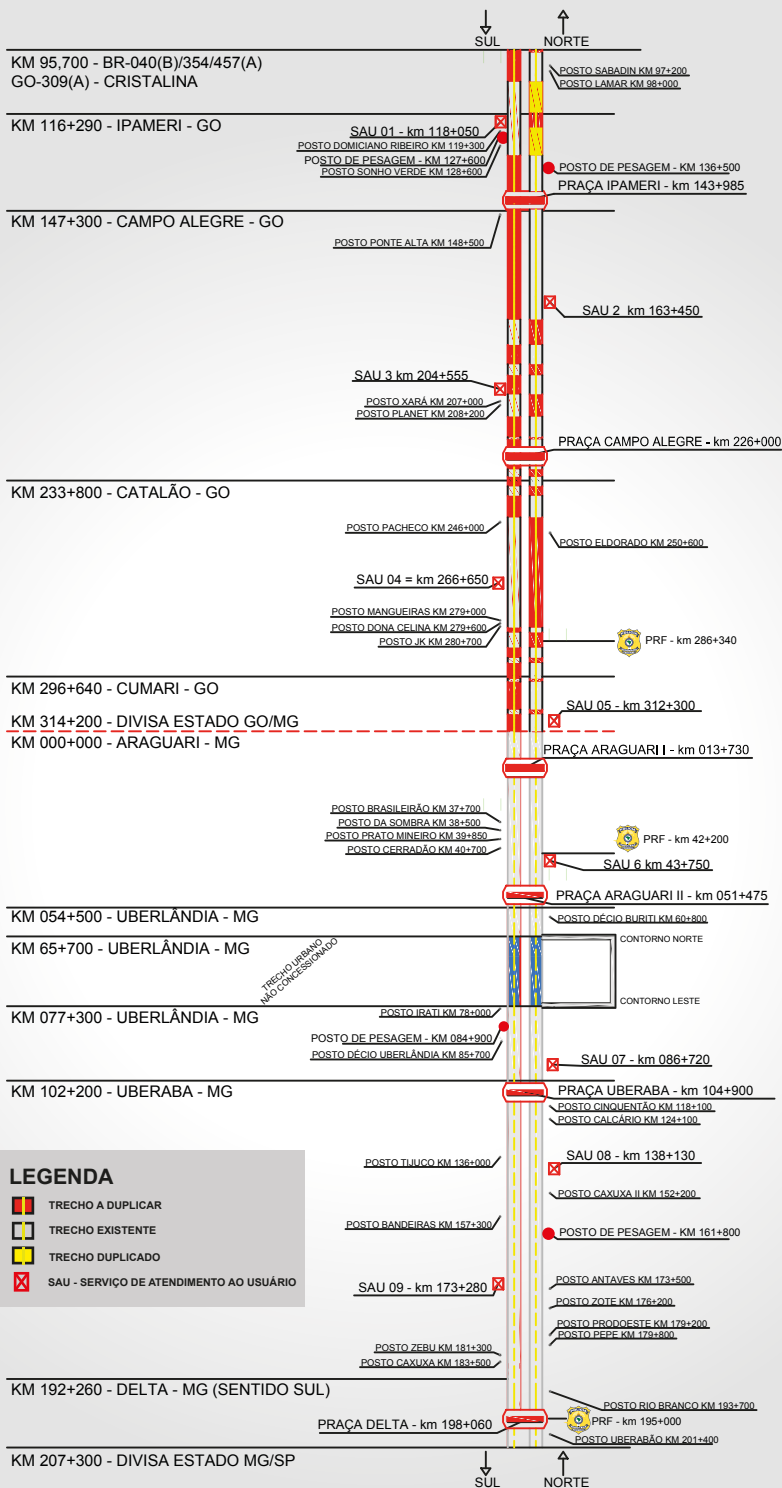 SUL
NORTE
KM 95,700 - BR-040(B)/354/457(A)
GO-309(A) - CRISTALINA
POSTO SABADIN KM 97+200
POSTO LAMAR KM 98+000
KM 116+290 - IPAMERI - GO
SAU 01 - km 118+050
POSTO DOMICIANO RIBEIRO KM 119+300
POSTO DE PESAGEM - KM 127+600
POSTO SONHO VERDE KM 128+600
POSTO DE PESAGEM - KM 136+500
PRAÇA IPAMERI - km 143+985
KM 147+300 - CAMPO ALEGRE - GO
POSTO PONTE ALTA KM 148+500
SAU 2 km 163+450
SAU 3 km 204+555
POSTO XARÁ KM 207+000
POSTO PLANET KM 208+200
PRAÇA CAMPO ALEGRE - km 226+000
KM 233+800 - CATALÃO - GO
POSTO PACHECO KM 246+000
POSTO ELDORADO KM 250+600
SAU 04 = km 266+650
POSTO MANGUEIRAS KM 279+000
POSTO DONA CELINA KM 279+600
POSTO JK KM 280+700
PRF - km 286+340
KM 296+640 - CUMARI - GO
SAU 05 - km 312+300
KM 314+200 - DIVISA ESTADO GO/MG
KM 000+000 - ARAGUARI - MG
PRAÇA ARAGUARI I - km 013+730
POSTO BRASILEIRÃO KM 37+700
POSTO DA SOMBRA KM 38+500
POSTO PRATO MINEIRO KM 39+850
POSTO CERRADÃO KM 40+700
PRF - km 42+200
SAU 6 km 43+750
PRAÇA ARAGUARI II - km 051+475
KM 054+500 - UBERLÂNDIA - MG
POSTO DÉCIO BURITI KM 60+800
KM 65+700 - UBERLÂNDIA - MG
TRECHO URBANO
NÃO CONCESSIONADO
CONTORNO NORTE
CONTORNO LESTE
KM 077+300 - UBERLÂNDIA - MG
POSTO IRATI KM 78+000
POSTO DE PESAGEM - KM 084+900
POSTO DÉCIO UBERLÂNDIA KM 85+700
SAU 07 - km 086+720
KM 102+200 - UBERABA - MG
PRAÇA UBERABA - km 104+900
POSTO CINQUENTÃO KM 118+100
POSTO CALCÁRIO KM 124+100
POSTO TIJUCO KM 136+000
SAU 08 - km 138+130
POSTO CAXUXA II KM 152+200
POSTO BANDEIRAS KM 157+300
POSTO DE PESAGEM - KM 161+800
LEGENDA
TRECHO A DUPLICAR
TRECHO EXISTENTE
TRECHO DUPLICADO
SAU - SERVIÇO DE ATENDIMENTO AO USUÁRIO
SAU 09 - km 173+280
POSTO ANTAVES KM 173+500
POSTO ZOTE KM 176+200
POSTO PRODOESTE KM 179+200
POSTO PEPE KM 179+800
POSTO ZEBU KM 181+300
POSTO CAXUXA KM 183+500
KM 192+260 - DELTA - MG (SENTIDO SUL)
POSTO RIO BRANCO KM 193+700
PRAÇA DELTA - km 198+060
PRF - km 195+000
POSTO UBERABÃO KM 201+400
KM 207+300 - DIVISA ESTADO MG/SP
SUL
NORTE